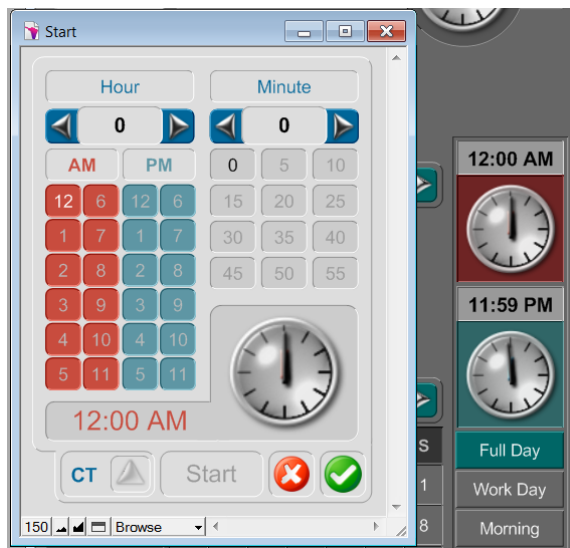 Start
Hour Minute
0 0
AM PM 0 5 10
12 6 12 6 15 20 25
1 7 1 7 30 35 40
2 8 2 8 45 50 55
3 9 3 9
4 10 4 10
5 11 5 11
12:00 AM
CT Start
150 Browse
12:00 AM
11:59 PM
S Full Day
1 Work Day
8 Morning